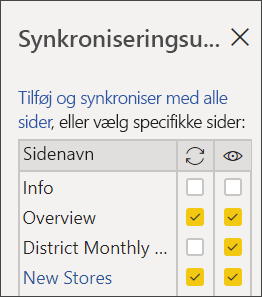 Synkroniseringsu...
Tilføj og synkroniser med alle
sider, eller vælg specifikke sider:
Sidenavn
Info
Overview
District Monthly ...
New Stores